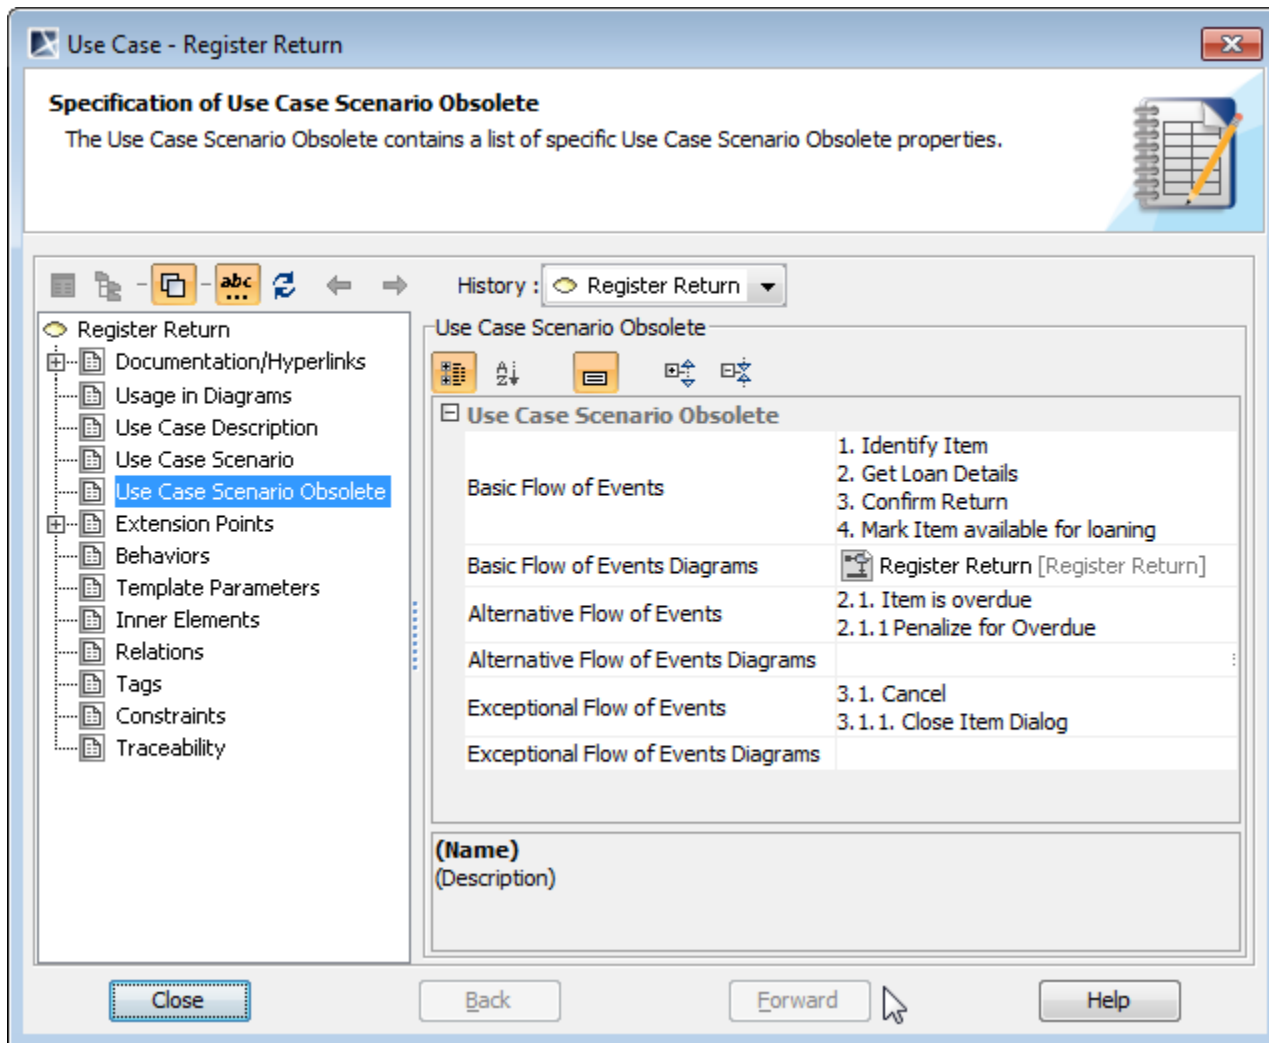 Use Case - Register Return
Specification of Use Case Scenario Obsolete
The Use Case Scenario Obsolete contains a list of specific Use Case Scenario Obsolete properties.
abc
History : Register Return
Register Return
Documentation/Hyperlinks
Usage in Diagrams
Use Case Description
Use Case Scenario
Use Case Scenario Obsolete
Extension Points
Behaviors
Template Parameters
Inner Elements
Relations
Tags
Constraints
Traceability
Use Case Scenario Obsolete
A
Z
Use Case Scenario Obsolete
Basic Flow of Events
1. Identify Item
2. Get Loan Details
3. Confirm Return
4. Mark Item available for loaning
Basic Flow of Events Diagrams
Register Return [Register Return]
Alternative Flow of Events
2.1. Item is overdue
2.1.1 Penalize for Overdue
Alternative Flow of Events Diagrams
Exceptional Flow of Events
3.1. Cancel
3.1.1. Close Item Dialog
Exceptional Flow of Events Diagrams
(Name)
(Description)
Close
Back
Forward
Help